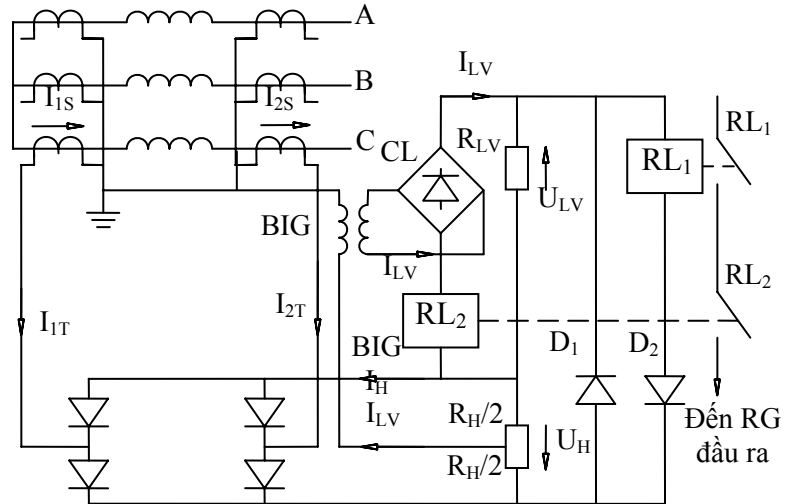 A
B
I1S
I2S
C
ILV
CL
RLV
RL1
RL1
ULV
BIG
ILV
RL2
RL2
I1T
I2T
BIG
D1
D2
IH
ILV
RH/2
RH/2
UH
Đến RG
đầu ra